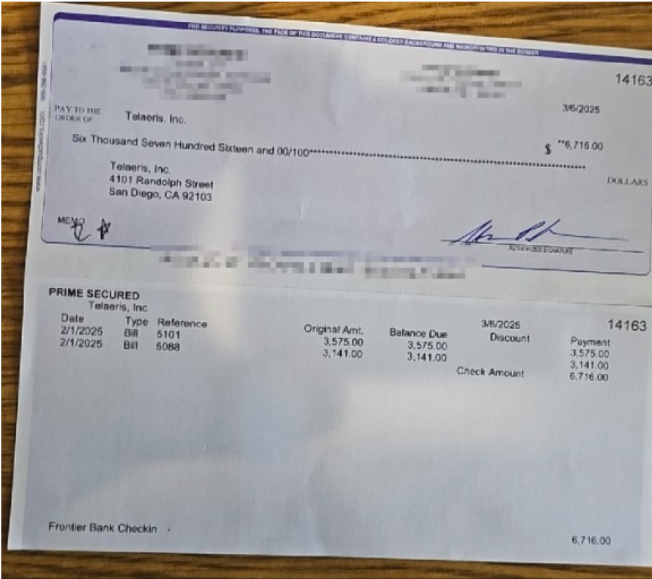 FOR SECURITY PURPOSES, THE FACE OF THIS DOCUMENT CONTAINS A COLORED BACKGROUND AND MICROPRINTING IN THE BORDER
14163
3/6/2025
PAY TO THE
ORDER OF
Telaeris, Inc.
$ **6,716.00
Six Thousand Seven Hundred Sixteen and 00/100*****************************************************
DOLLARS
Telaeris, Inc.
4101 Randolph Street
San Diego, CA 92103
MEMO
AUTHORIZED SIGNATURE
PRIME SECURED 3/6/2025 14163
Telaeris, Inc.
Date Type Reference Original Amt. Balance Due Discount Payment
2/1/2025 Bill 5101 3,575.00 3,575.00 3,575.00
2/1/2025 Bill 5088 3,141.00 3,141.00 3,141.00
Check Amount 6,716.00
Frontier Bank Checkin - 6,716.00